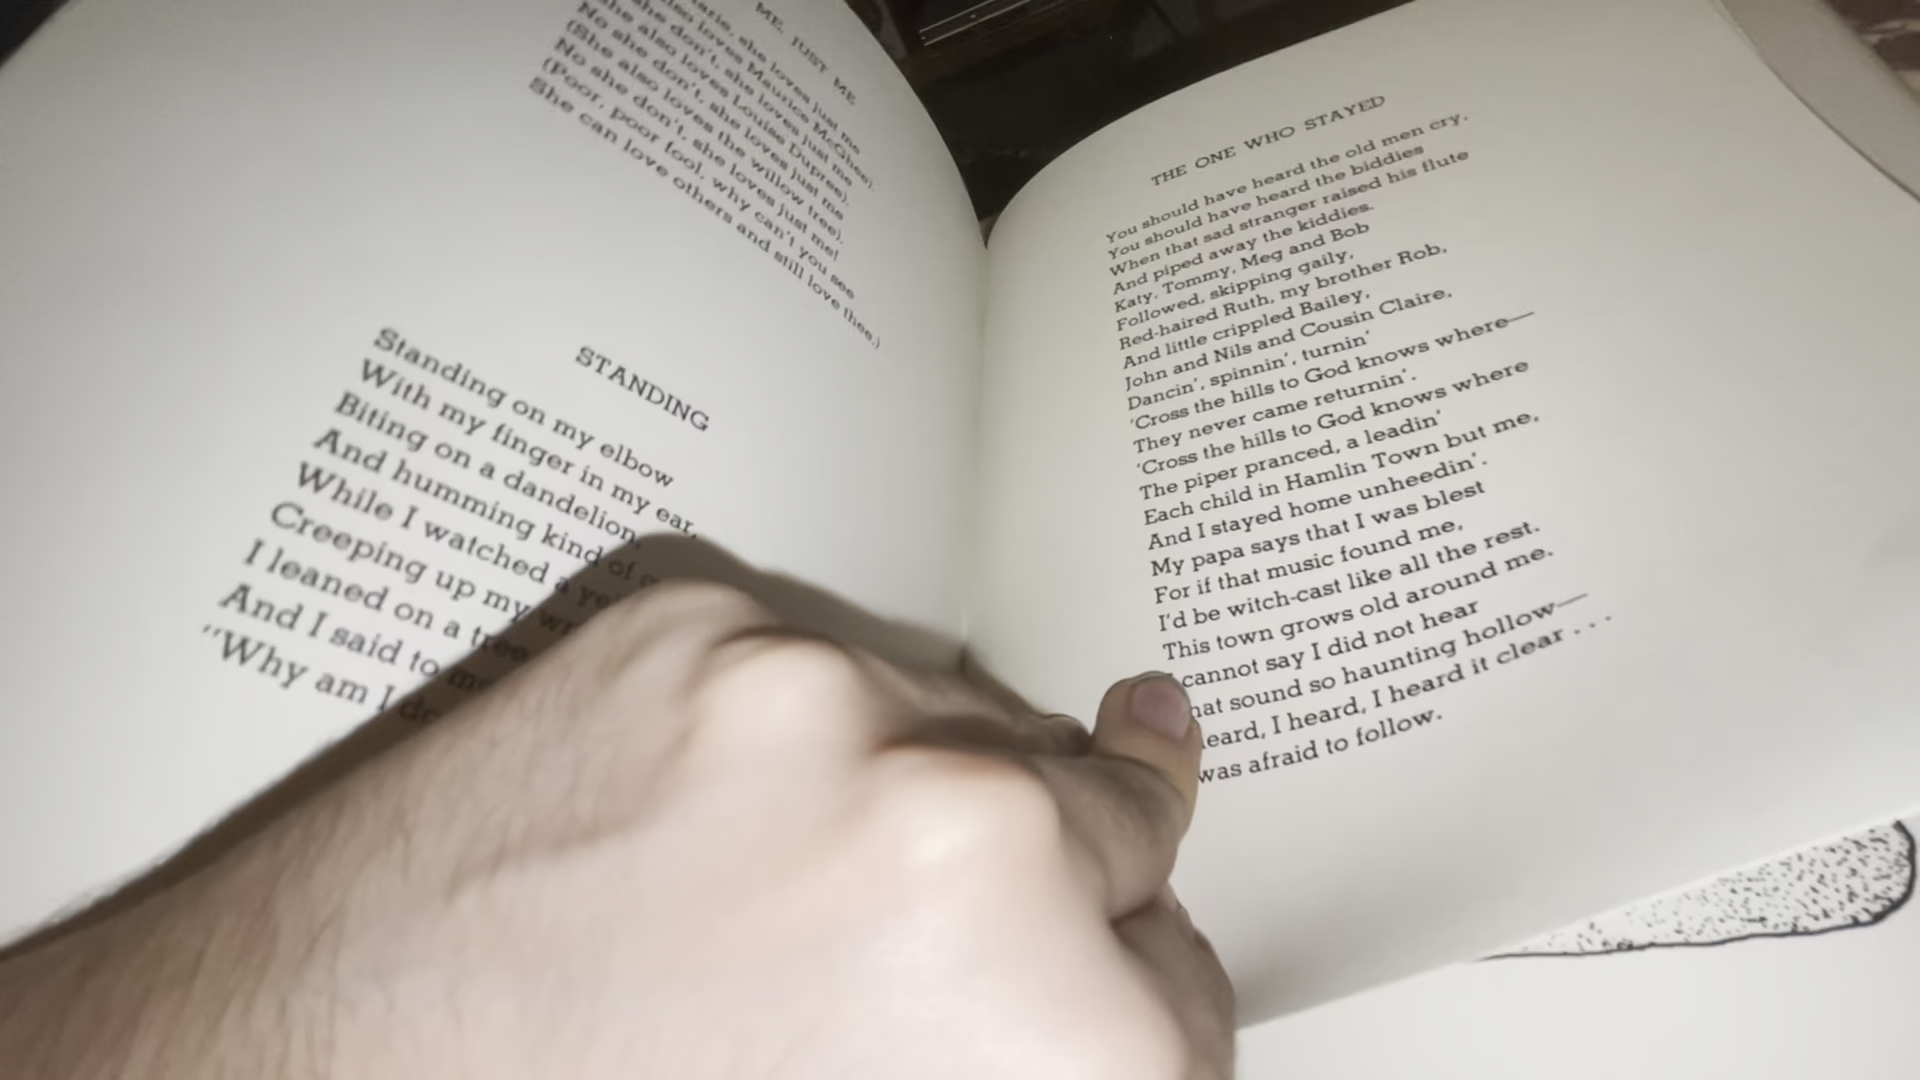 ME, JUST ME
she loves just me
also loves Maurice McGhee).
she don't, she loves just me
she also loves Louise Dupree).
No she don't, she loves just me
(She also loves the willow tree).
No she don't, she loves just me!
(Poor, poor fool, why can't you see
She can love others and still love thee.)
STANDING
Standing on my elbow
With my finger in my ear,
Biting on a dandelion
And humming kind of
While I watched a
Creeping up my
I leaned on a tree
And I said to
"Why am I
THE ONE WHO STAYED
You should have heard the old men cry,
You should have heard the biddies
When that sad stranger raised his flute
And piped away the kiddies.
Katy, Tommy, Meg and Bob
Followed, skipping gaily,
Red-haired Ruth, my brother Rob,
And little crippled Bailey,
John and Nils and Cousin Claire,
Dancin', spinnin', turnin'
'Cross the hills to God knows where—
They never came returnin'.
'Cross the hills to God knows where
The piper pranced, a leadin'
Each child in Hamlin Town but me,
And I stayed home unheedin'.
My papa says that I was blest
For if that music found me,
I'd be witch-cast like all the rest.
This town grows old around me.
cannot say I did not hear
hat sound so haunting hollow—
heard, I heard, I heard it clear . . .
was afraid to follow.